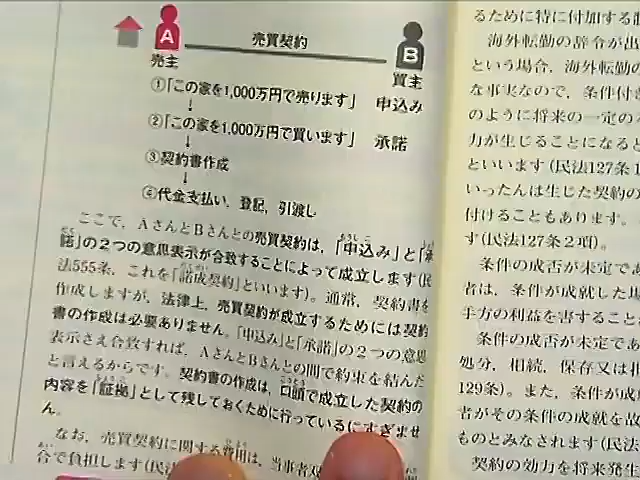 A
売買契約
B
売主
買主
①「この家を1,000万円で売ります」 申込み
↓
②「この家を1,000万円で買います」 承諾
↓
③契約書作成
↓
④代金支払い、登記、引渡し
ここで、AさんとBさんとの売買契約は、「申込み」と「承
諾」の2つの意思表示が合致することによって成立します(民
法555条、これを「諾成契約」といいます)。通常、契約書を
作成しますが、法律上、売買契約が成立するためには契約
書の作成は必要ありません。「申込み」と「承諾」の2つの意思
表示さえ合致すれば、AさんとBさんとの間で約束を結んだ
と言えるからです。契約書の作成は、口頭で成立した契約の
内容を「証拠」として残しておくために行っているにすぎませ
ん。
なお、売買契約に関する費用は、当事者
合で負担します(民法
るために特に付加する
海外転勤の辞令が出
という場合、海外転勤の
な事実なので、条件付き
のように将来の一定の
力が生じることになると
といいます(民法127条1
いったんは生じた契約の
付けることもあります。
す(民法127条2項)。
条件の成否が未定であ
者は、条件が成就した場
手方の利益を害すること
条件の成否が未定であ
処分、相続、保存又は担
129条)。また、条件が成
者がその条件の成就を故
ものとみなされます(民法
契約の効力を将来発生